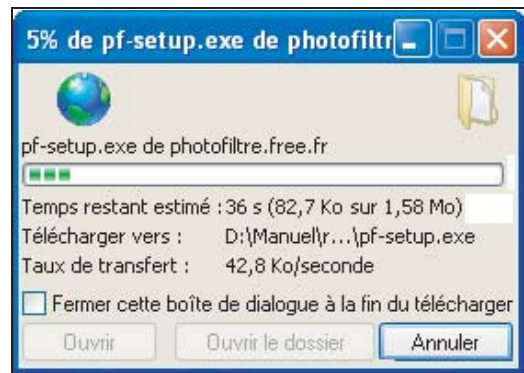 5% de pf-setup.exe de photofiltr
pf-setup.exe de photofiltre.free.fr
Temps restant estimé : 36 s (82,7 Ko sur 1,58 Mo)
Télécharger vers : D:\Manuel\r...\pf-setup.exe
Taux de transfert : 42,8 Ko/seconde
Fermer cette boîte de dialogue à la fin du télécharger
Ouvrir Ouvrir le dossier Annuler